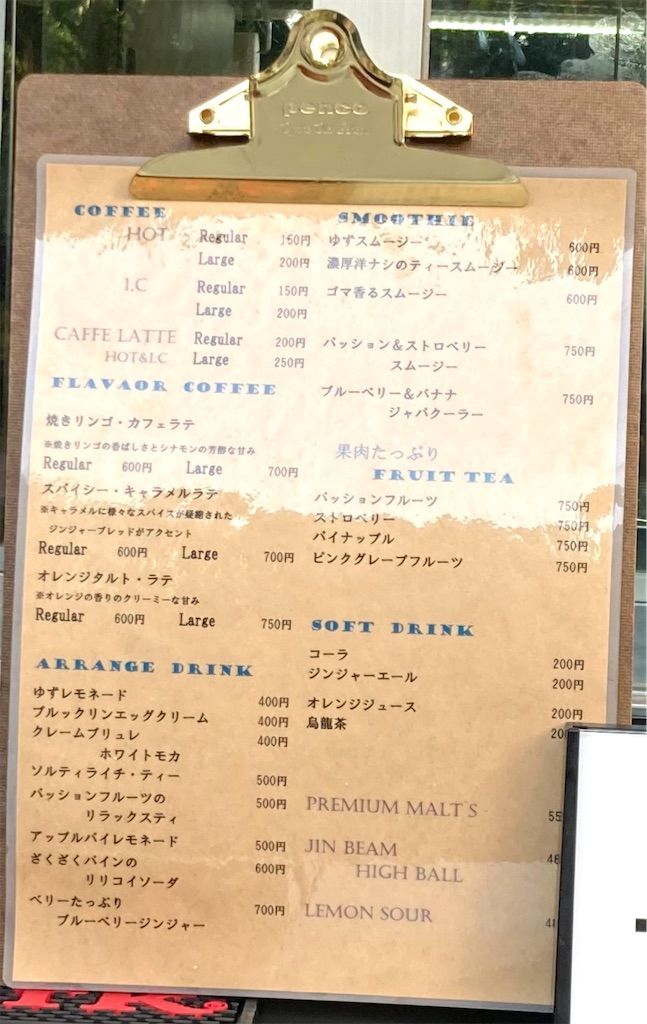 penco
COFFEE
HOT Regular 150円
Large 200円
I.C Regular 150円
Large 200円
CAFFE LATTE Regular 200円
HOT&I.C Large 250円
FLAVAOR COFFEE
焼きリンゴ・カフェラテ
※焼きリンゴの香ばしさとシナモンの芳醇な甘み
Regular 600円 Large 700円
スパイシー・キャラメルラテ
※キャラメルに様々なスパイスが凝縮された
ジンジャーブレッドがアクセント
Regular 600円 Large 700円
オレンジタルト・ラテ
※オレンジの香りのクリーミーな甘み
Regular 600円 Large 750円
ARRANGE DRINK
ゆずレモネード 400円
ブルックリンエッグクリーム 400円
クレームブリュレ 400円
ホワイトモカ
ソルティライチ・ティー 500円
パッションフルーツの 500円
リラックスティ
アップルパイレモネード 500円
ざくざくパインの 600円
リリコイソーダ
ベリーたっぷり 700円
ブルーベリージンジャー
SMOOTHIE
ゆずスムージー 600円
濃厚洋ナシのティースムージー 600円
ゴマ香るスムージー 600円
パッション＆ストロベリー 750円
スムージー
ブルーベリー＆バナナ 750円
ジャバクーラー
果肉たっぷり
FRUIT TEA
パッションフルーツ 750円
ストロベリー 750円
パイナップル 750円
ピンクグレープフルーツ 750円
SOFT DRINK
コーラ 200円
ジンジャーエール 200円
オレンジジュース 200円
烏龍茶 20
PREMIUM MALT'S 55
JIN BEAM 48
HIGH BALL
LEMON SOUR